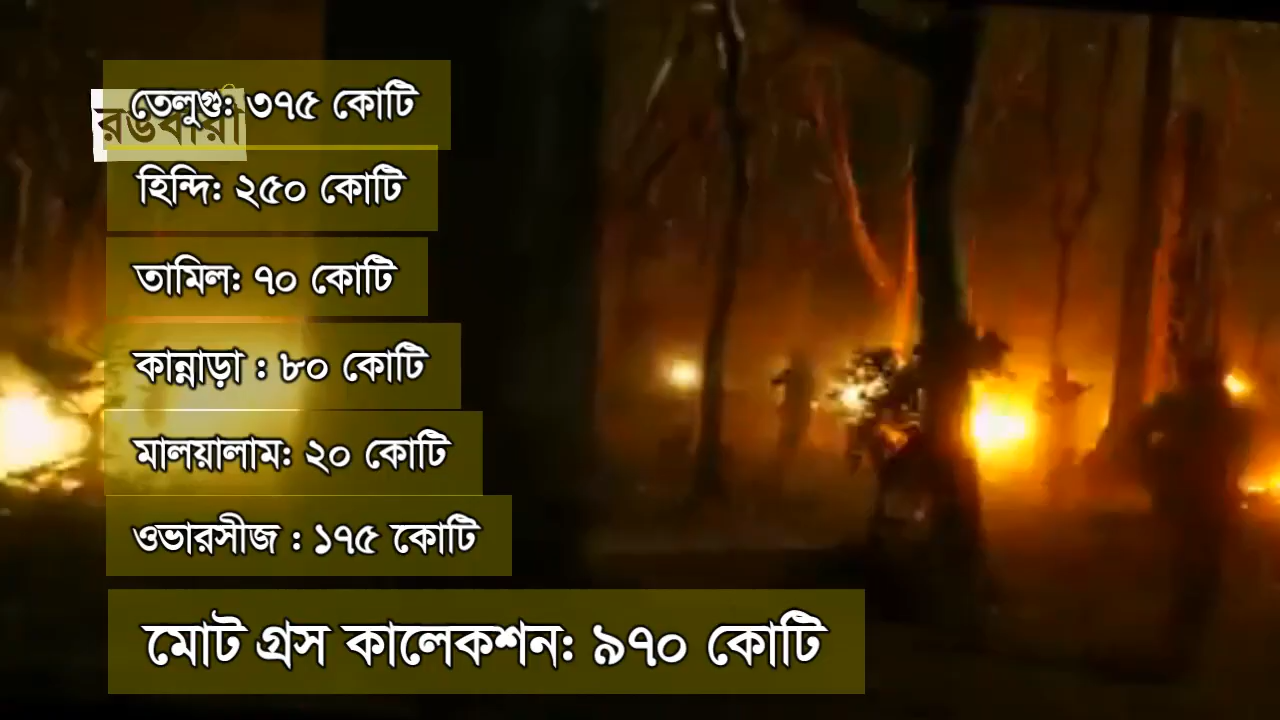 তেলুগু: ৩৭৫ কোটি
হিন্দি: ২৫০ কোটি
তামিল: ৭০ কোটি
কান্নাড়া : ৮০ কোটি
মালয়ালাম: ২০ কোটি
ওভারসীজ : ১৭৫ কোটি
মোট গ্রস কালেকশন: ৯৭০ কোটি